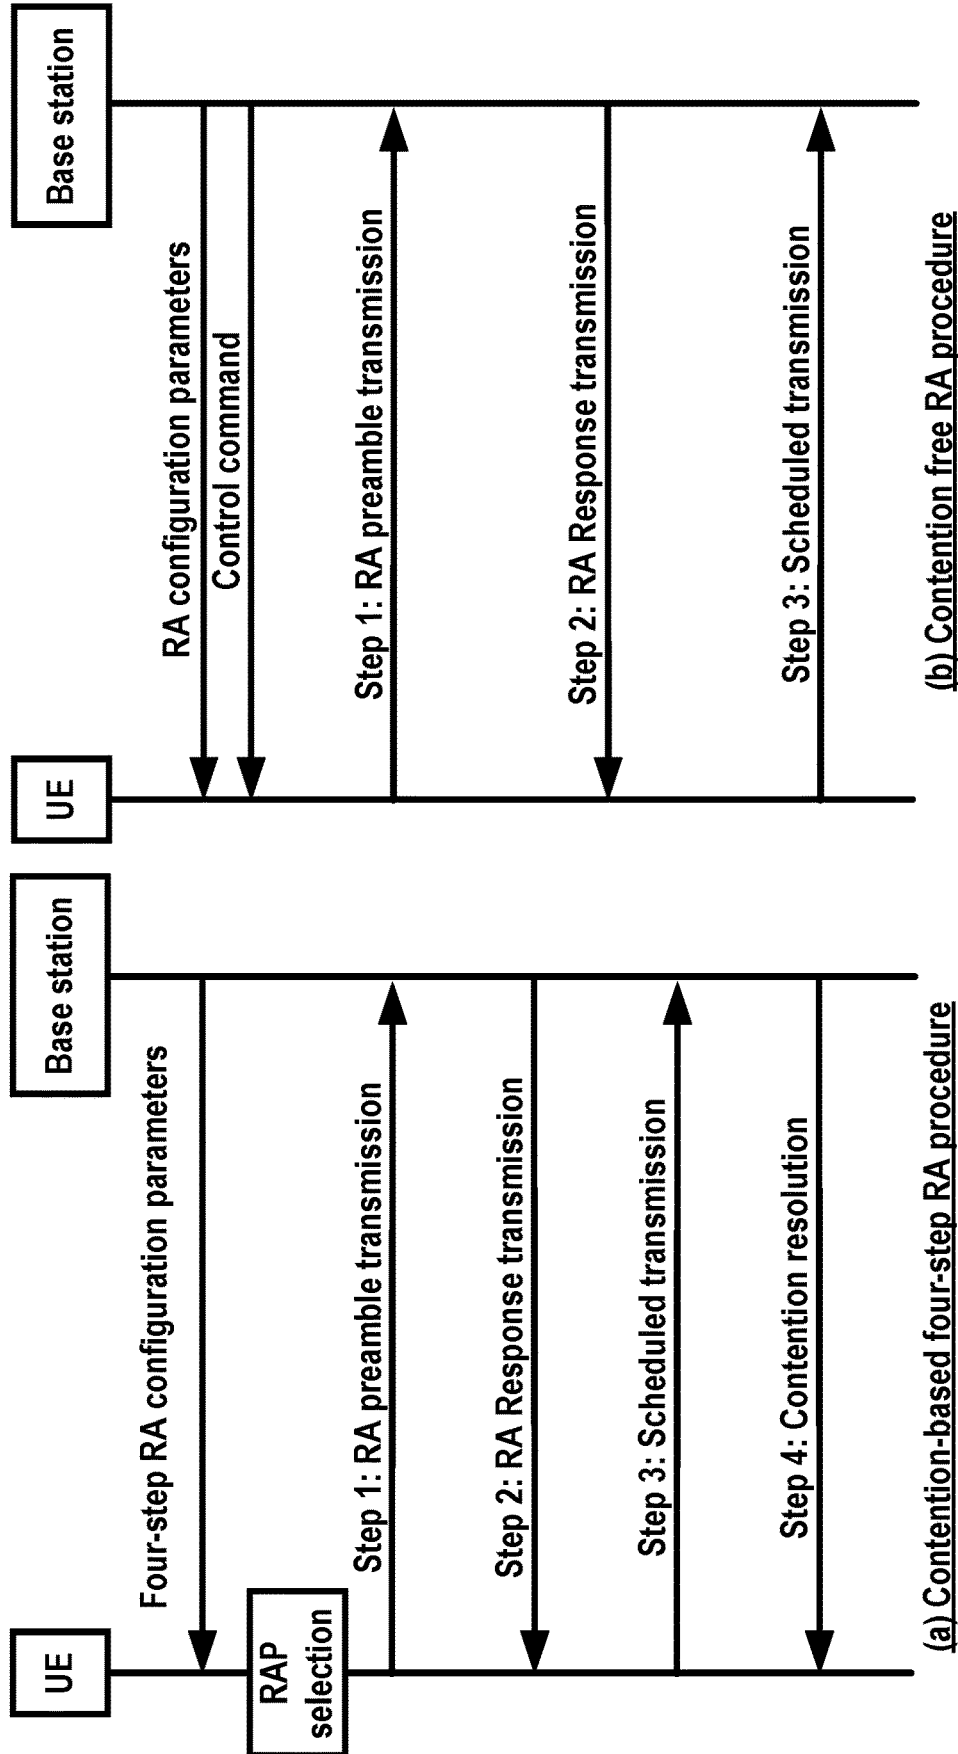 UE
Base station
Four-step RA configuration parameters
RAP
selection
Step 1: RA preamble transmission
Step 2: RA Response transmission
Step 3: Scheduled transmission
Step 4: Contention resolution
(a) Contention-based four-step RA procedure
UE
Base station
RA configuration parameters
Control command
Step 1: RA preamble transmission
Step 2: RA Response transmission
Step 3: Scheduled transmission
(b) Contention free RA procedure